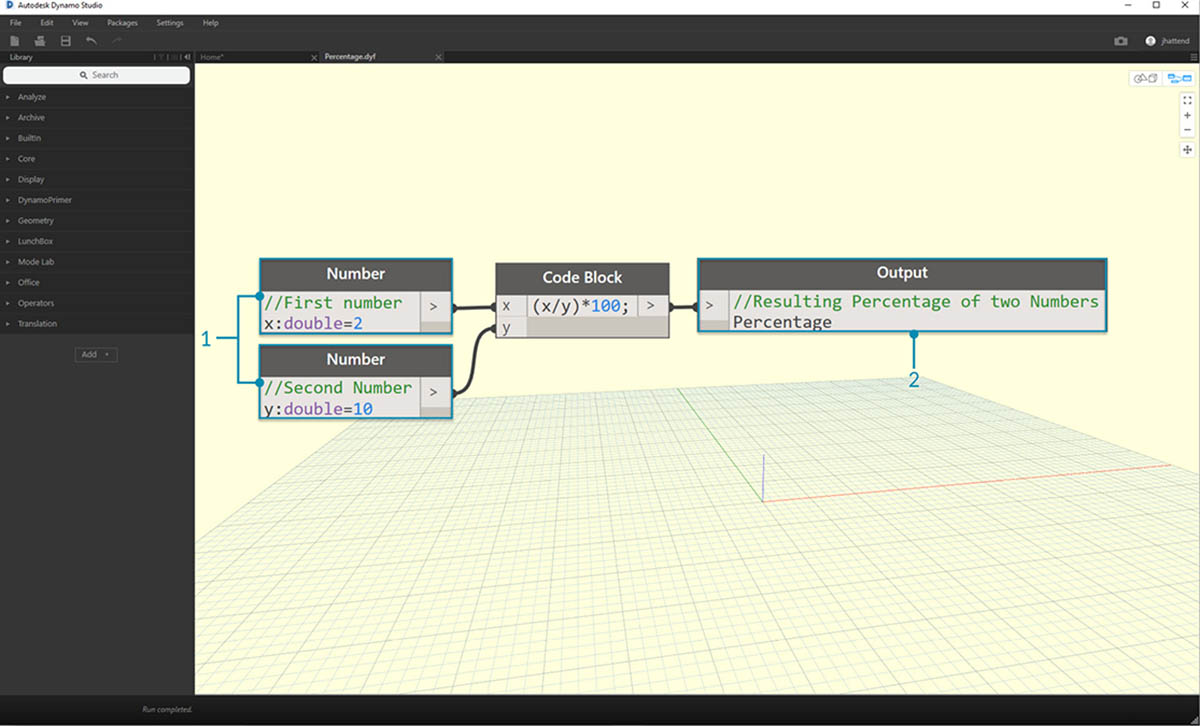 Autodesk Dynamo Studio
File Edit View Packages Settings Help
jhattend
Library
Home* Percentage.dyf
Search
Analyze
Archive
BuiltIn
Core
Display
DynamoPrimer
Geometry
LunchBox
Mode Lab
Office
Operators
Translation
Add
1
Number
//First number
x:double=2
>
Number
//Second Number
y:double=10
>
Code Block
x (x/y)*100; >
y
Output
> //Resulting Percentage of two Numbers
Percentage
2
Run completed.